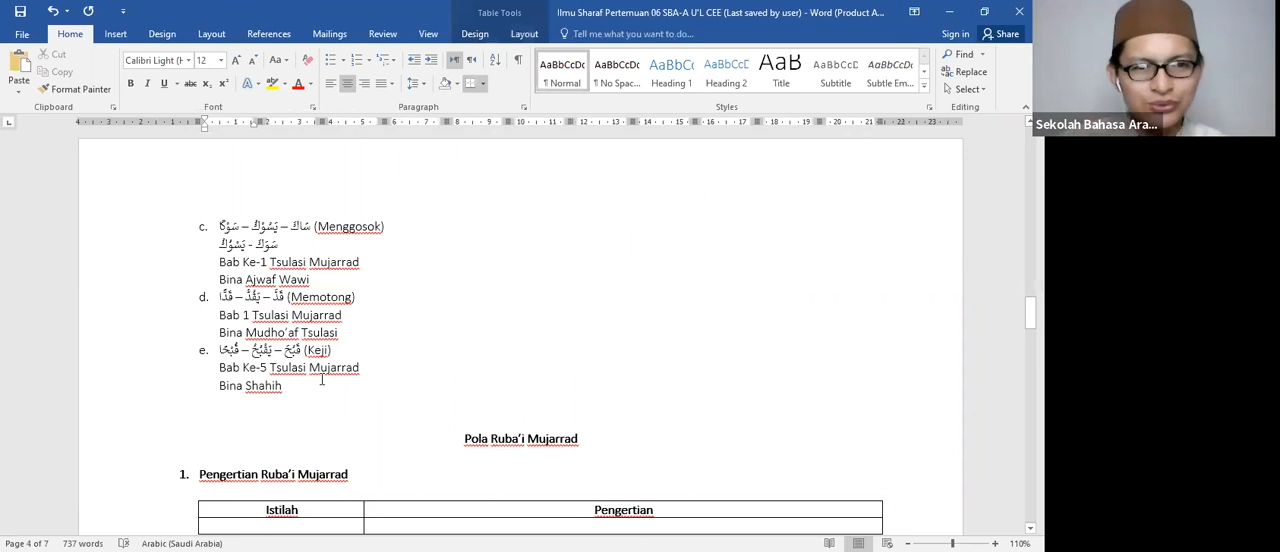 Ilmu Sharaf Pertemuan 06 SBA-A U'L CEE (Last saved by user) - Word (Product A...
Table Tools
File Home Insert Design Layout References Mailings Review View Design Layout Tell me what you want to do... Share
Paste
Cut
Copy
Format Painter
Calibri Light (H 12
Clipboard
Font
Paragraph
AaBbCcDc AaBbCcDc AaBbCc AaBbCcD AaB AaBbCcD AaBbCcDc
¶ Normal ¶ No Spac... Heading 1 Heading 2 Title Subtitle Subtle Em...
Styles
Find
Replace
Select
Editing
Sekolah Bahasa Ara...
c. سَاكَ – يَسُوْكُ – سَوْكًا (Menggosok)
سَوَكَ - يَسْوُكُ
Bab Ke-1 Tsulasi Mujarrad
Bina Ajwaf Wawi
d. قَدَّ – يَقُدُّ – قَدًّا (Memotong)
Bab 1 Tsulasi Mujarrad
Bina Mudho'af Tsulasi
e. قَبُحَ – يَقْبُحُ – قُبْحًا (Keji)
Bab Ke-5 Tsulasi Mujarrad
Bina Shahih
Pola Ruba'i Mujarrad
1. Pengertian Ruba'i Mujarrad
Istilah Pengertian
Page 4 of 7 737 words Arabic (Saudi Arabia) 110%